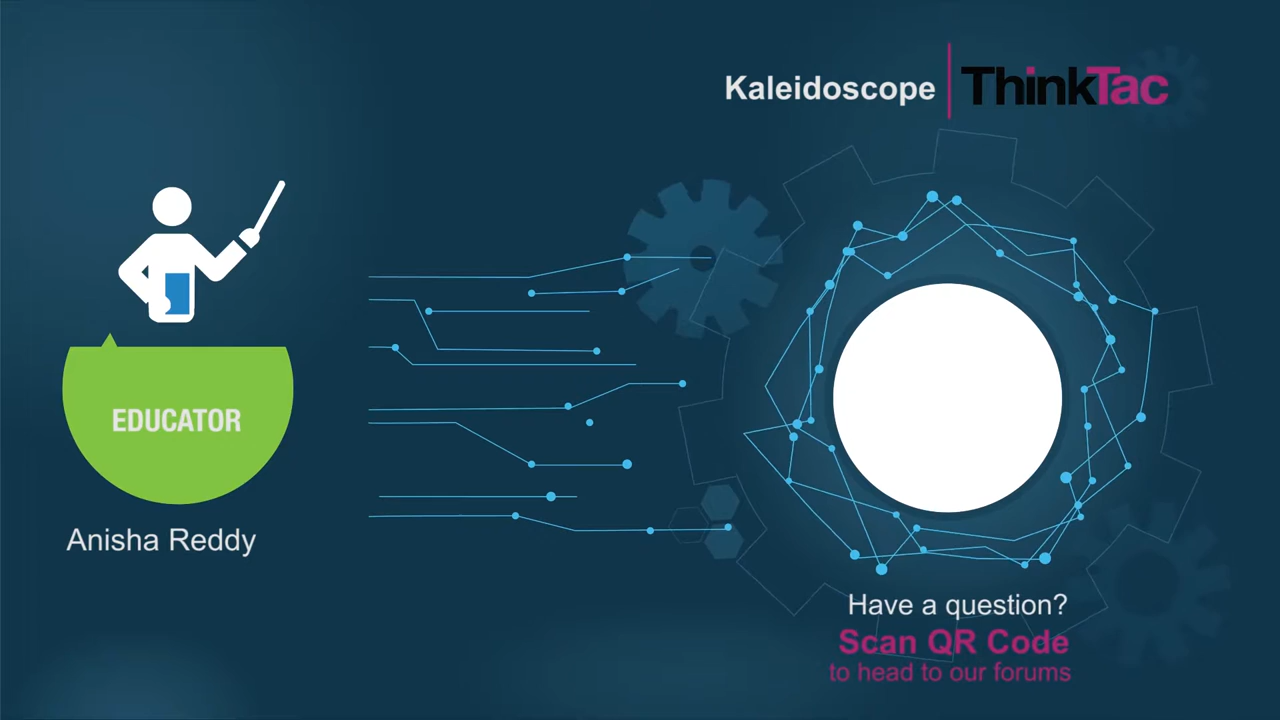 Kaleidoscope
ThinkTac
EDUCATOR
Anisha Reddy
Have a question?
Scan QR Code
to head to our forums